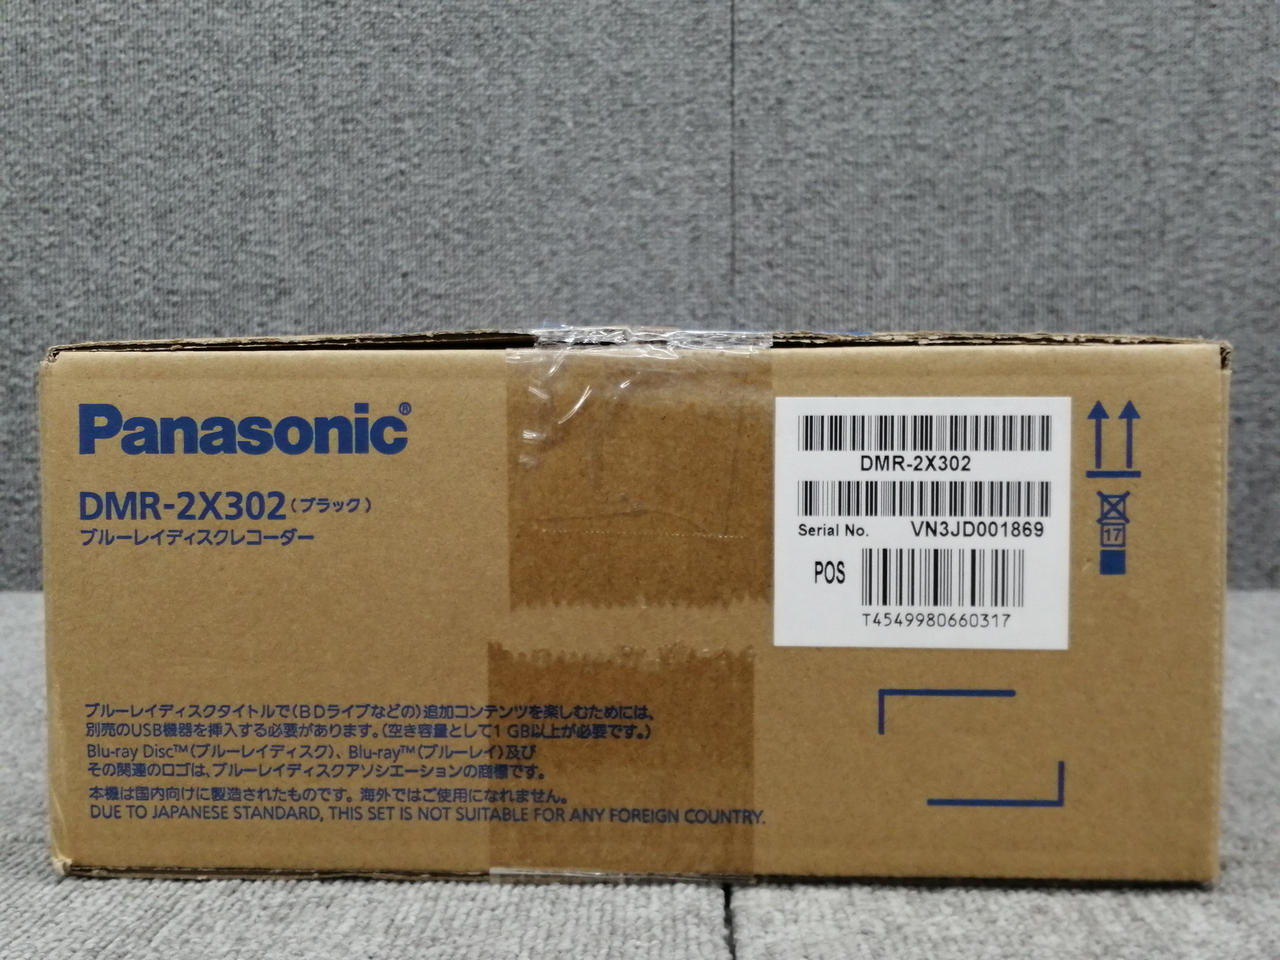 Panasonic®
DMR-2X302(ブラック)
ブルーレイディスクレコーダー
DMR-2X302
Serial No. VN3JD001869
POS
T4549980660317
17
ブルーレイディスクタイトルで(BDライブなどの)追加コンテンツを楽しむためには、
別売のUSB機器を挿入する必要があります。(空き容量として1 GB以上が必要です。)
Blu-ray Disc™(ブルーレイディスク)、Blu-ray™(ブルーレイ)及び
その関連のロゴは、ブルーレイディスクアソシエーションの商標です。
本機は国内向けに製造されたものです。海外ではご使用になれません。
DUE TO JAPANESE STANDARD, THIS SET IS NOT SUITABLE FOR ANY FOREIGN COUNTRY.